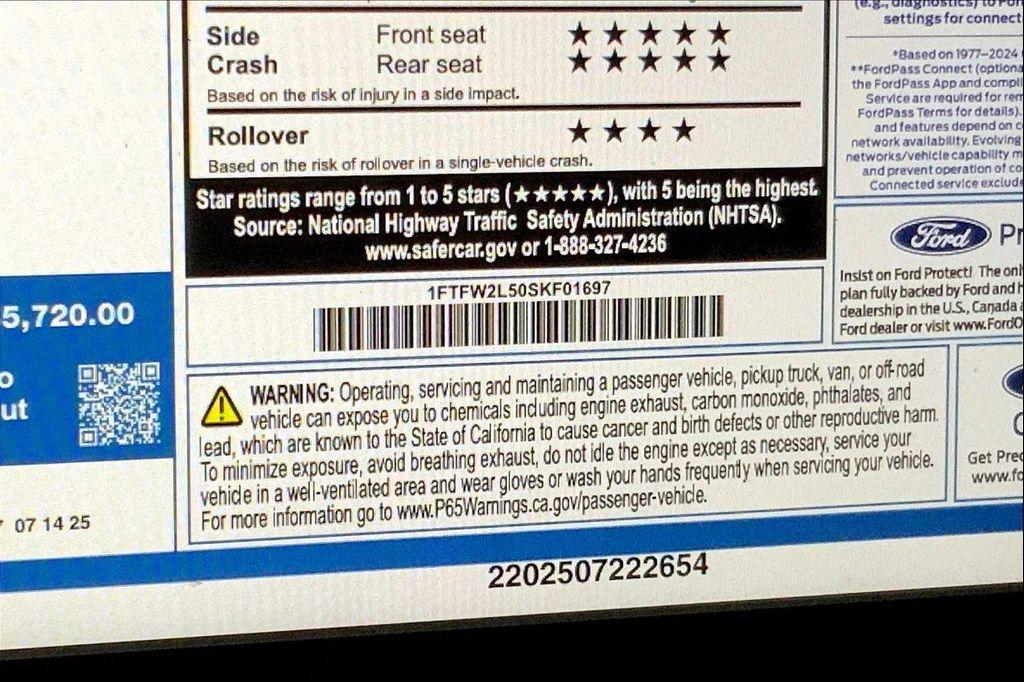 Side Front seat ★★★★★
Crash Rear seat ★★★★★
Based on the risk of injury in a side impact.
Rollover ★★★★
Based on the risk of rollover in a single-vehicle crash.
Star ratings range from 1 to 5 stars (★★★★★), with 5 being the highest.
Source: National Highway Traffic Safety Administration (NHTSA).
www.safercar.gov or 1-888-327-4236
1FTFW2L50SKF01697
WARNING: Operating, servicing and maintaining a passenger vehicle, pickup truck, van, or off-road
vehicle can expose you to chemicals including engine exhaust, carbon monoxide, phthalates, and
lead, which are known to the State of California to cause cancer and birth defects or other reproductive harm.
To minimize exposure, avoid breathing exhaust, do not idle the engine except as necessary, service your
vehicle in a well-ventilated area and wear gloves or wash your hands frequently when servicing your vehicle.
For more information go to www.P65Warnings.ca.gov/passenger-vehicle.
5,720.00
o
ut
07 14 25
(e.g., diagnostics) to
settings for connect
*Based on 1977–2024
**FordPass Connect (optiona
the FordPass App and compli
Service are required for rem
FordPass Terms for details).
and features depend on c
network availability. Evolving
networks/vehicle capability m
and prevent operation of co
Connected service exclude
Ford Pr
Insist on Ford Protect! The onl
plan fully backed by Ford and h
dealership in the U.S., Canada a
Ford dealer or visit www.FordO
Get Prec
www.fo
2202507222654